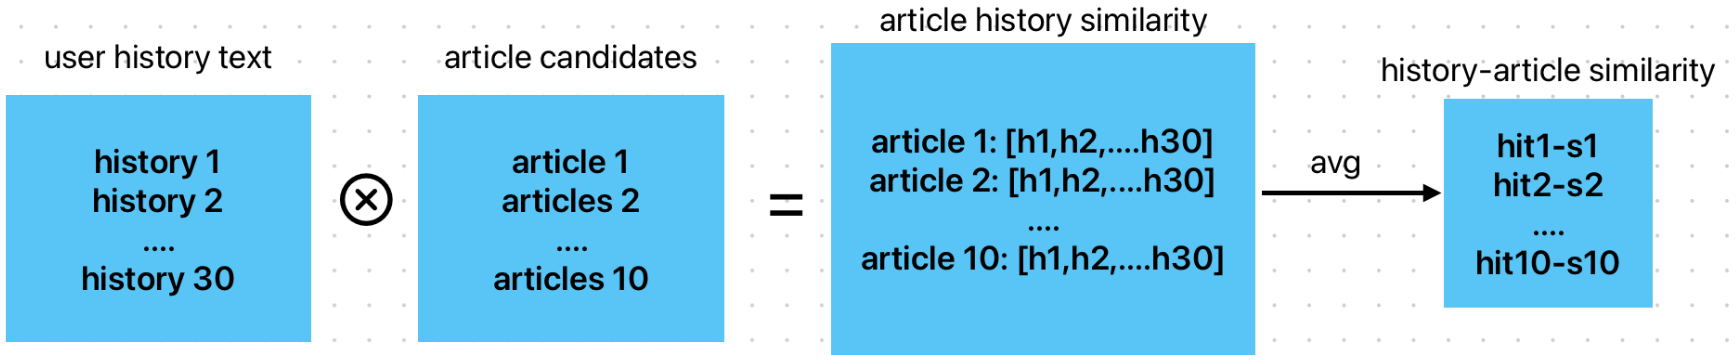 user history text
history 1
history 2
....
history 30
article candidates
article 1
articles 2
....
articles 10
=
article history similarity
article 1: [h1,h2,....h30]
article 2: [h1,h2,....h30]
....
article 10: [h1,h2,....h30]
avg
history-article similarity
hit1-s1
hit2-s2
....
hit10-s10